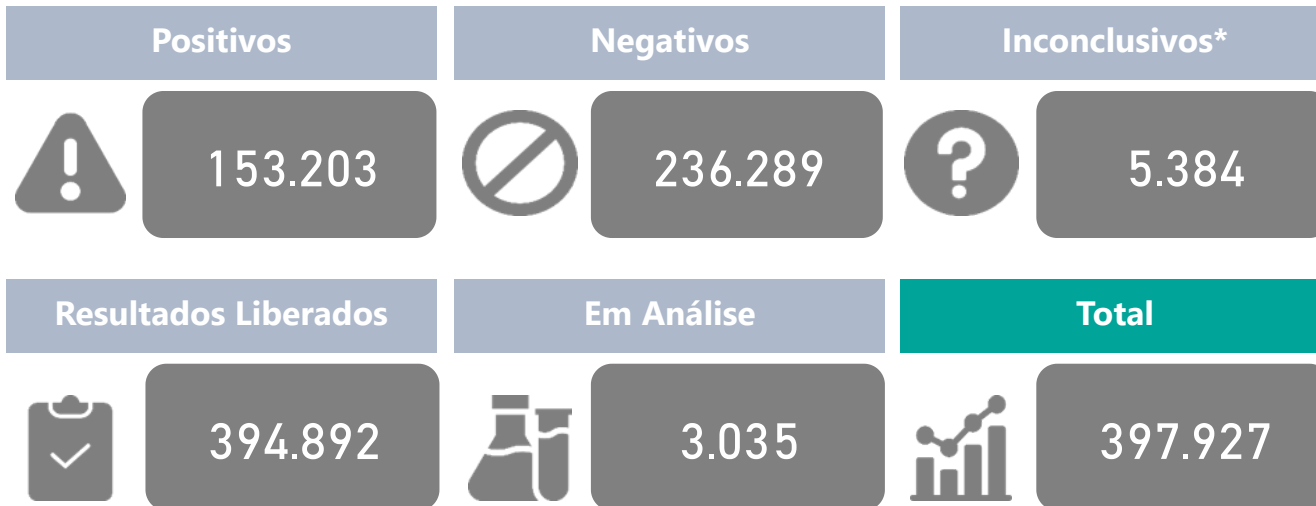 Positivos
Negativos
Inconclusivos*
153.203
236.289
5.384
Resultados Liberados
Em Análise
Total
394.892
3.035
397.927